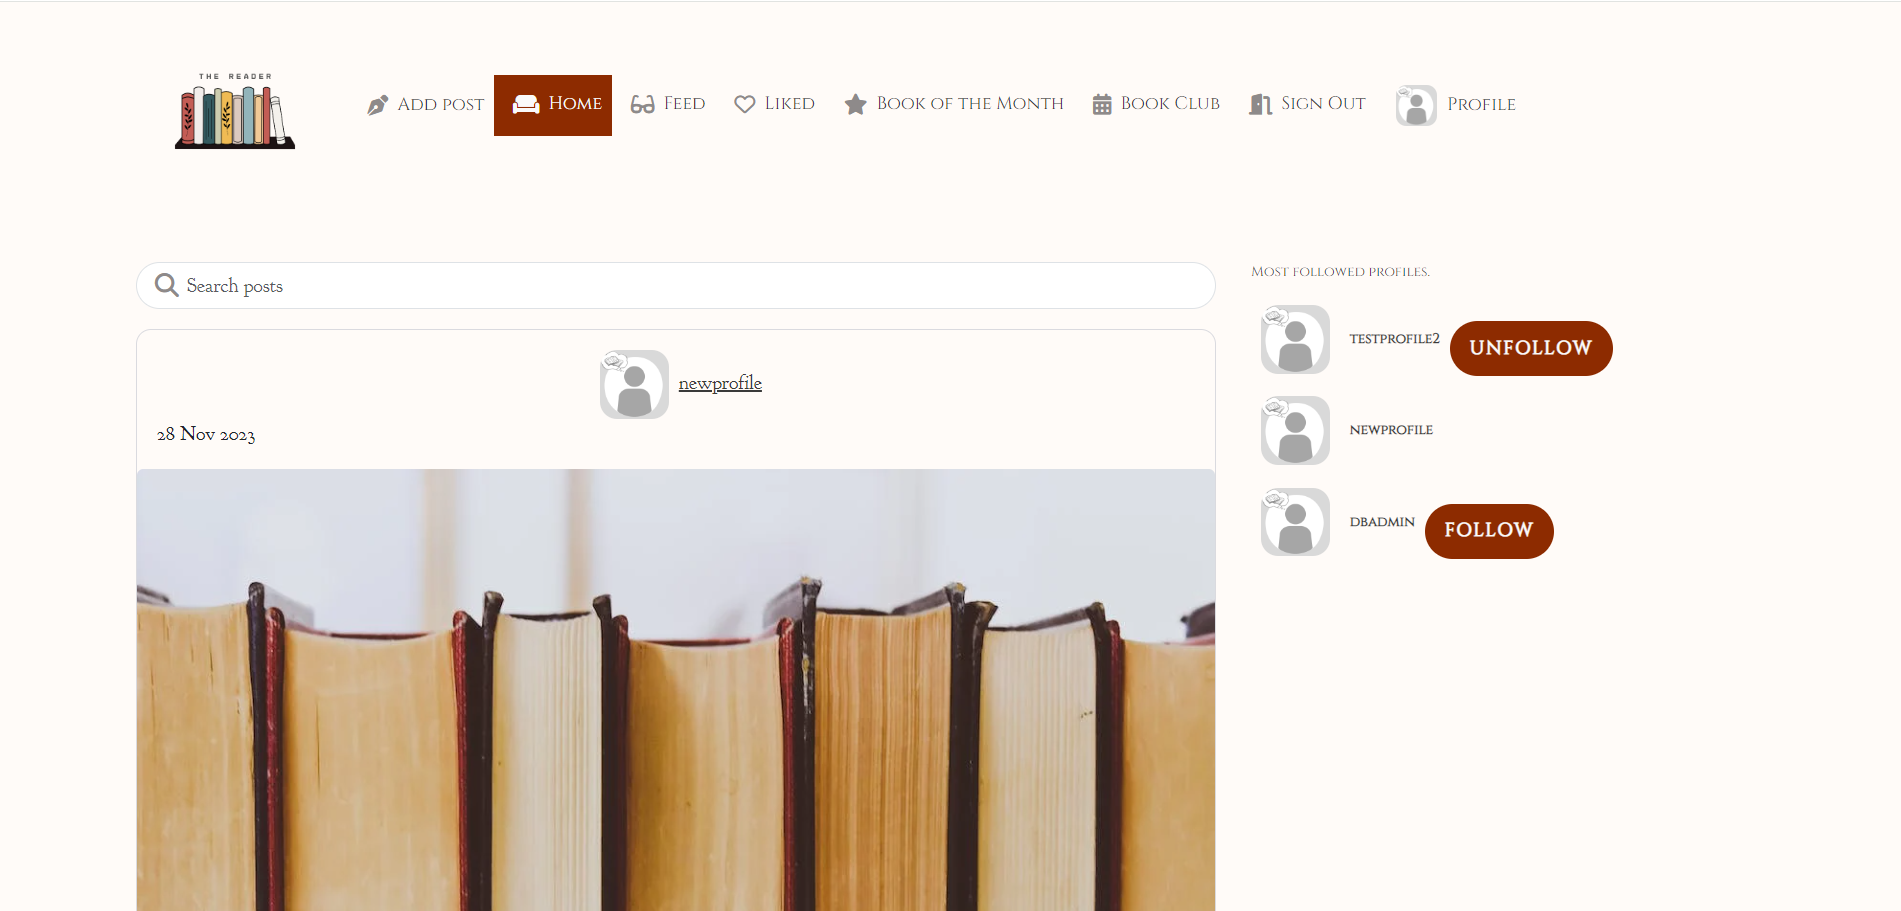 THE READER
Add post Home Feed Liked Book of the Month Book Club Sign Out Profile
Search posts
Most followed profiles.
testprofile2 UNFOLLOW
newprofile
28 Nov 2023
newprofile
dbadmin FOLLOW